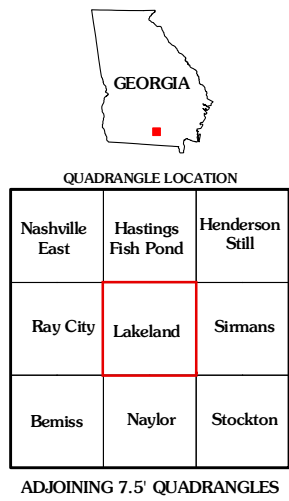 GEORGIA
QUADRANGLE LOCATION
Nashville
East
Hastings
Fish Pond
Henderson
Still
Ray City
Lakeland
Sirmans
Bemiss
Naylor
Stockton
ADJOINING 7.5' QUADRANGLES